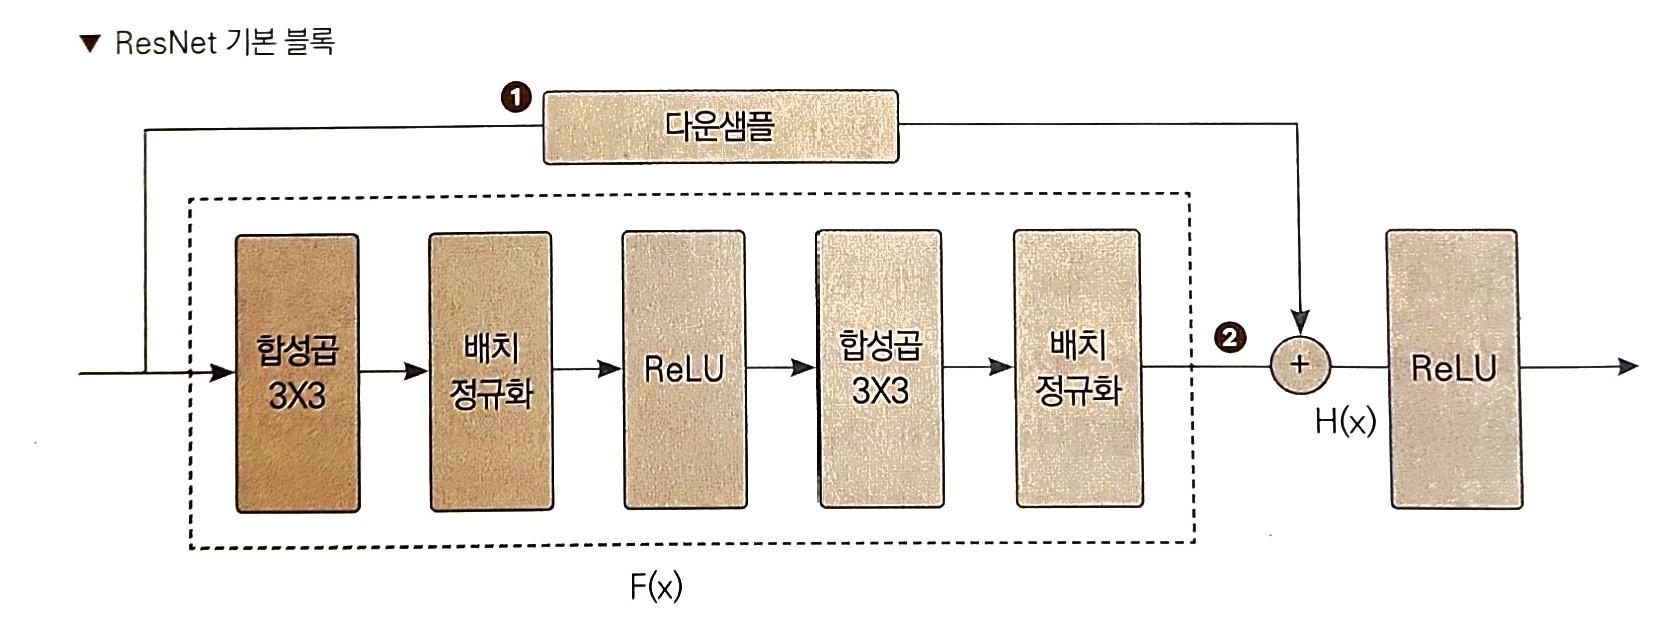 ▼ ResNet 기본 블록
❶
다운샘플
합성곱
3X3
배치
정규화
ReLU
합성곱
3X3
배치
정규화
❷
+
H(x)
ReLU
F(x)